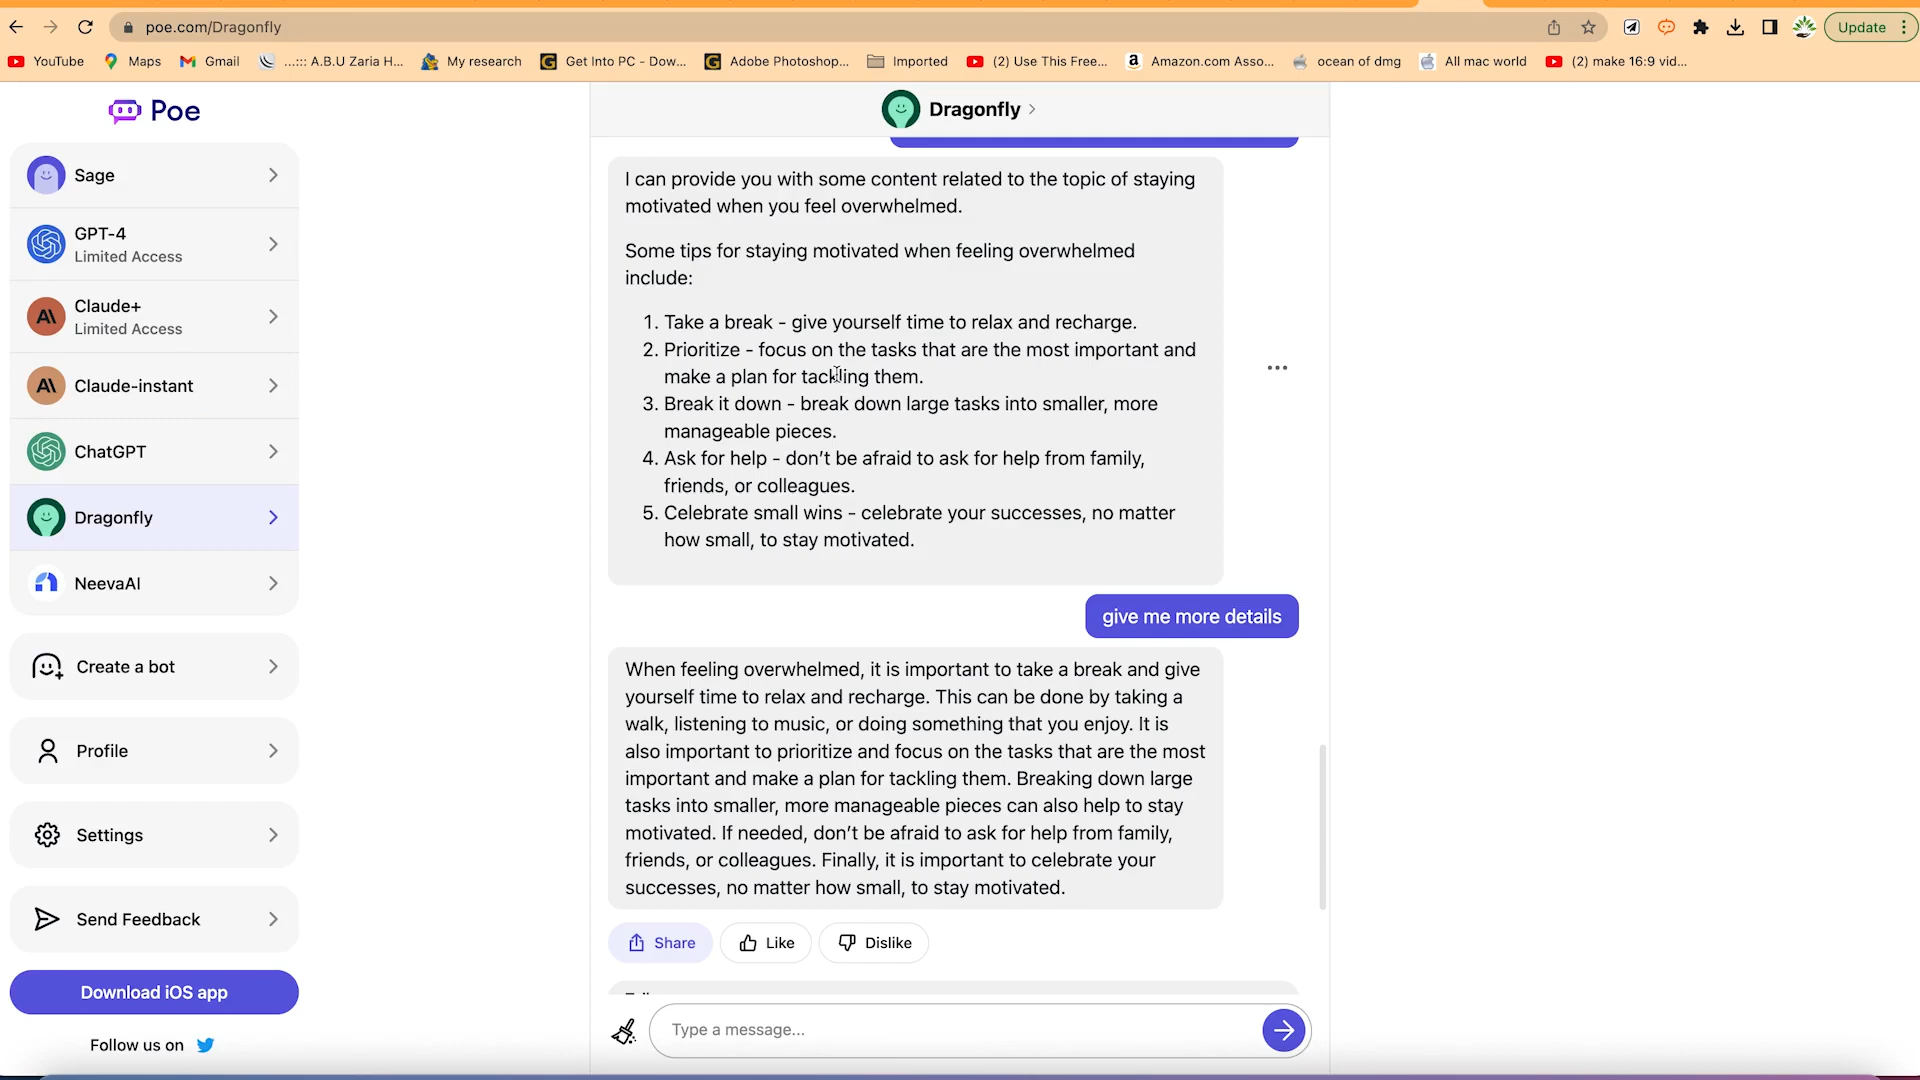 poe.com/Dragonfly
Update
YouTube
Maps
Gmail
...::: A.B.U Zaria H...
My research
Get Into PC - Dow...
Adobe Photoshop...
Imported
(2) Use This Free...
Amazon.com Asso...
ocean of dmg
All mac world
(2) make 16:9 vid...
Poe
Sage
GPT-4
Limited Access
Claude+
Limited Access
Claude-instant
ChatGPT
Dragonfly
NeevaAI
Create a bot
Profile
Settings
Send Feedback
Download iOS app
Follow us on
Dragonfly
I can provide you with some content related to the topic of staying
motivated when you feel overwhelmed.
Some tips for staying motivated when feeling overwhelmed
include:
1. Take a break - give yourself time to relax and recharge.
2. Prioritize - focus on the tasks that are the most important and
make a plan for tackling them.
3. Break it down - break down large tasks into smaller, more
manageable pieces.
4. Ask for help - don’t be afraid to ask for help from family,
friends, or colleagues.
5. Celebrate small wins - celebrate your successes, no matter
how small, to stay motivated.
give me more details
When feeling overwhelmed, it is important to take a break and give
yourself time to relax and recharge. This can be done by taking a
walk, listening to music, or doing something that you enjoy. It is
also important to prioritize and focus on the tasks that are the most
important and make a plan for tackling them. Breaking down large
tasks into smaller, more manageable pieces can also help to stay
motivated. If needed, don’t be afraid to ask for help from family,
friends, or colleagues. Finally, it is important to celebrate your
successes, no matter how small, to stay motivated.
Share
Like
Dislike
Type a message...